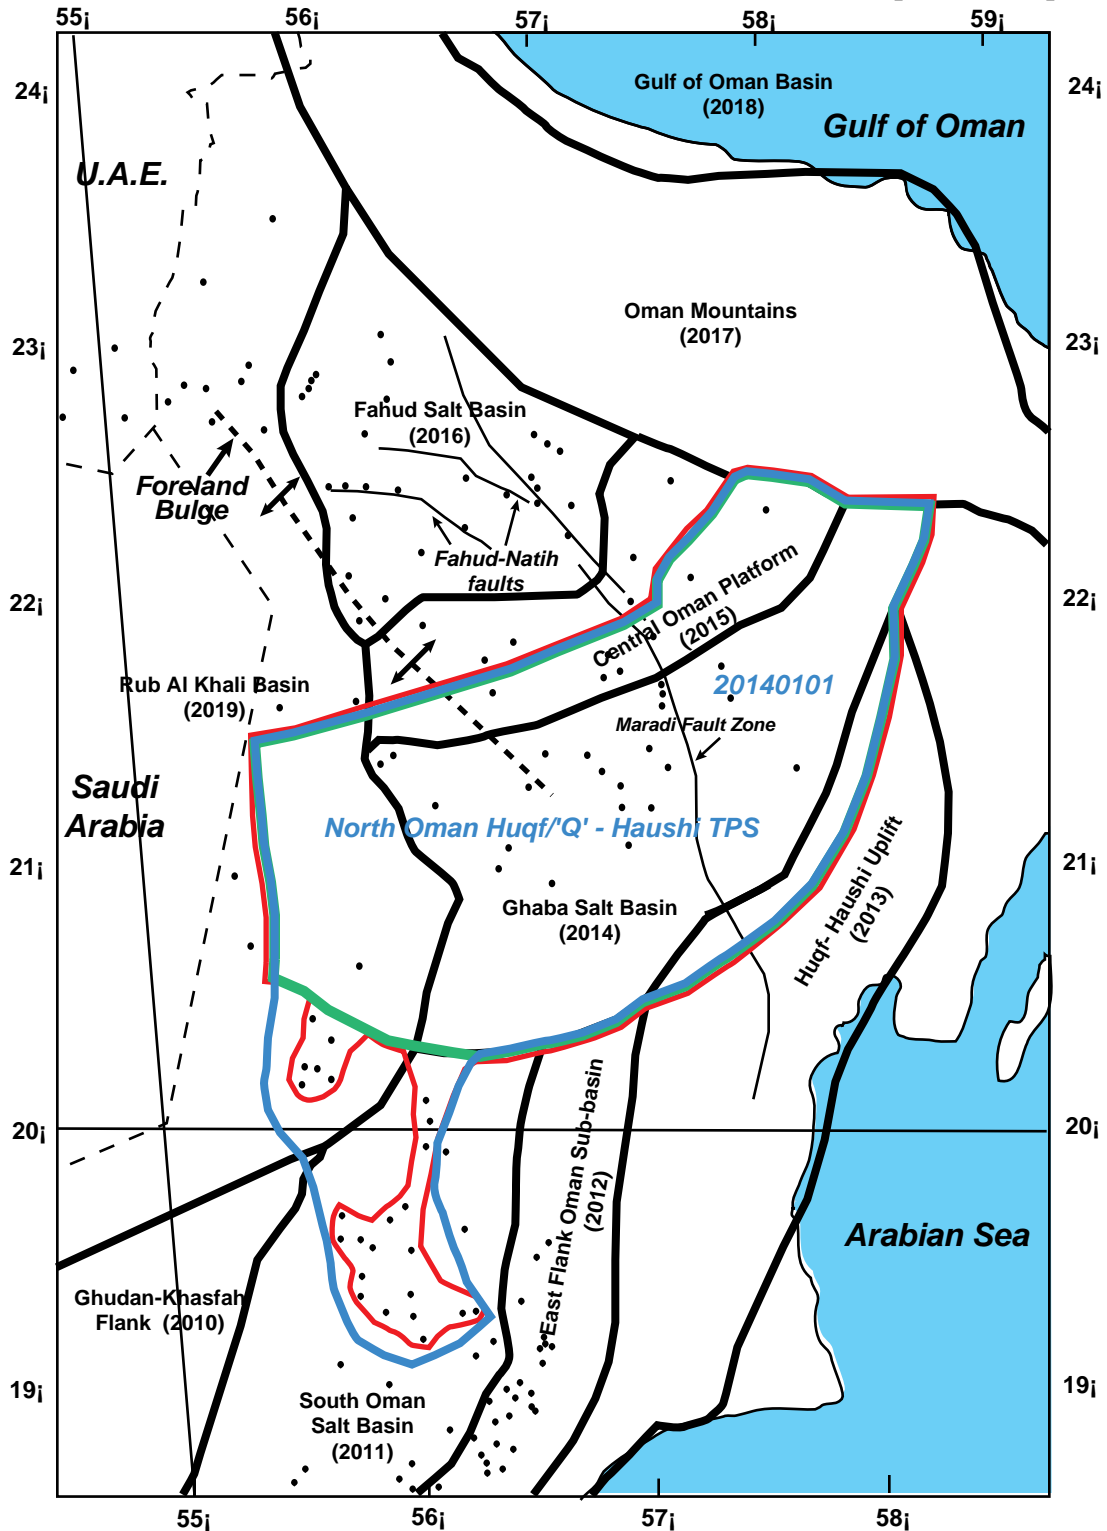 55¡ 56¡ 57¡ 58¡ 59¡
24¡ 24¡
Gulf of Oman Basin
(2018)
Gulf of Oman
U.A.E.
Oman Mountains
(2017)
23¡ 23¡
Fahud Salt Basin
(2016)
Foreland
Bulge
Fahud-Natih
faults
22¡ 22¡
Central Oman Platform
(2015)
Rub Al Khali Basin
(2019)
20140101
Maradi Fault Zone
Saudi
Arabia
North Oman Huqf/'Q' - Haushi TPS
21¡ 21¡
Ghaba Salt Basin
(2014)
Huqf- Haushi Uplift
(2013)
20¡ 20¡
East Flank Oman Sub-basin
(2012)
Arabian Sea
Ghudan-Khasfah
Flank (2010)
19¡ 19¡
South Oman
Salt Basin
(2011)
55¡ 56¡ 57¡ 58¡